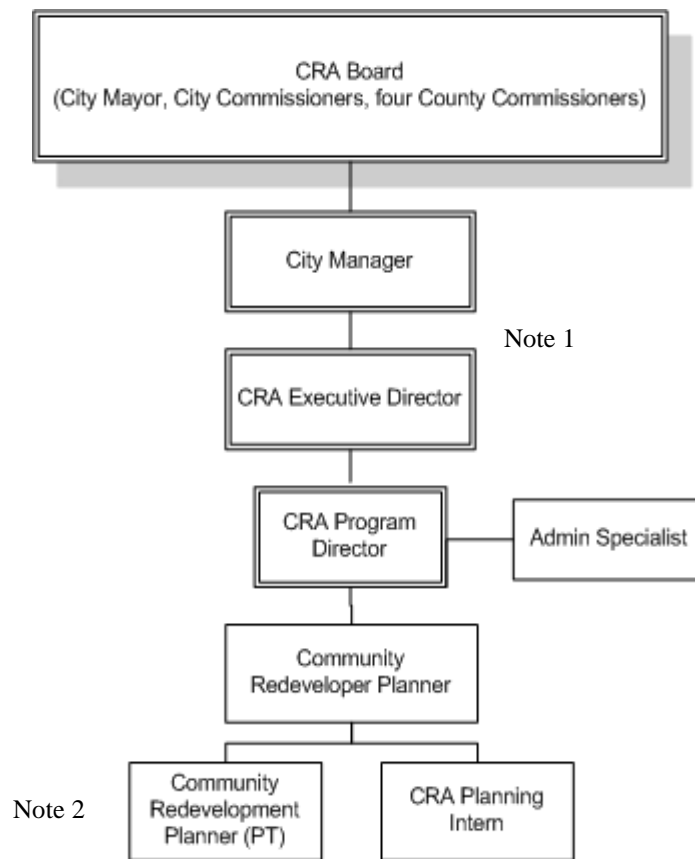 CRA Board
(City Mayor, City Commissioners, four County Commissioners)
City Manager
Note 1
CRA Executive Director
CRA Program
Director
Admin Specialist
Community
Redeveloper Planner
Note 2
Community
Redevelopment
Planner (PT)
CRA Planning
Intern